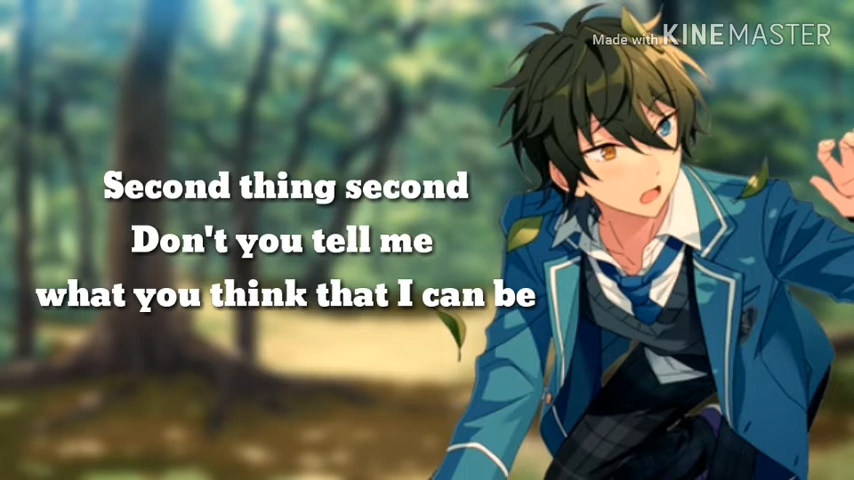 Made with KINEMASTER
Second thing second
Don't you tell me
what you think that I can be